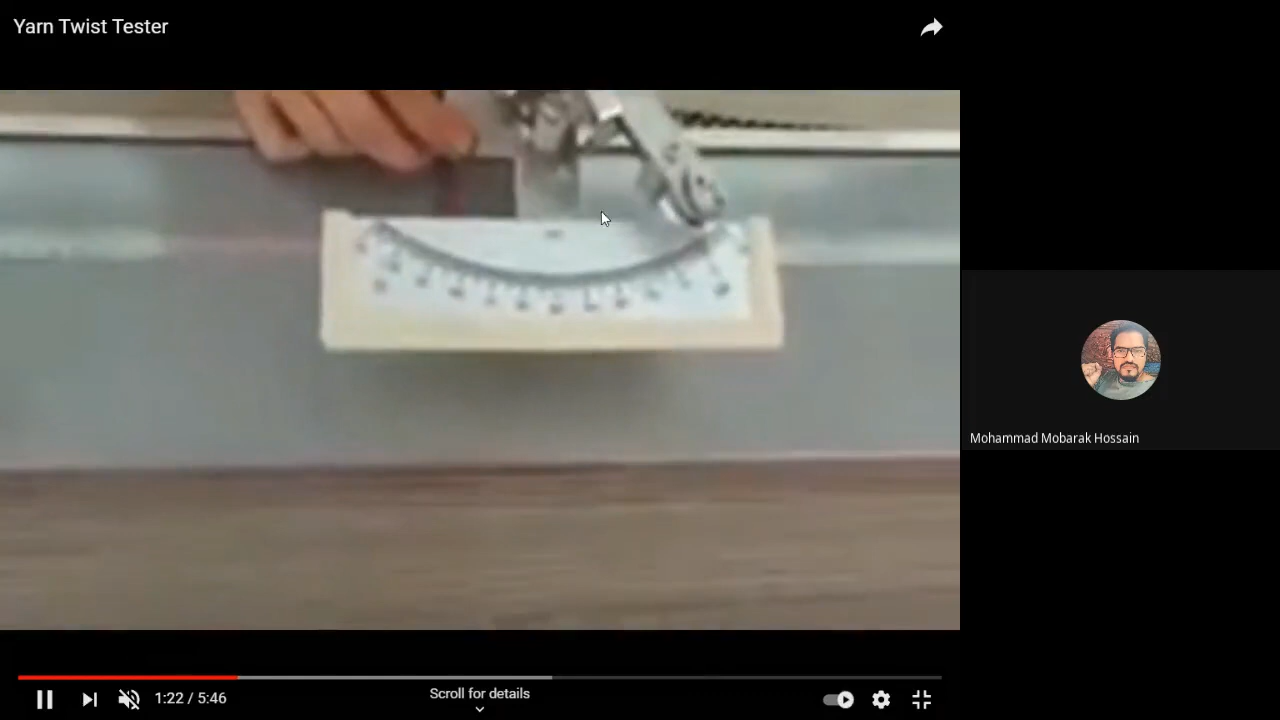 Yarn Twist Tester
Mohammad Mobarak Hossain
1:22 / 5:46
Scroll for details